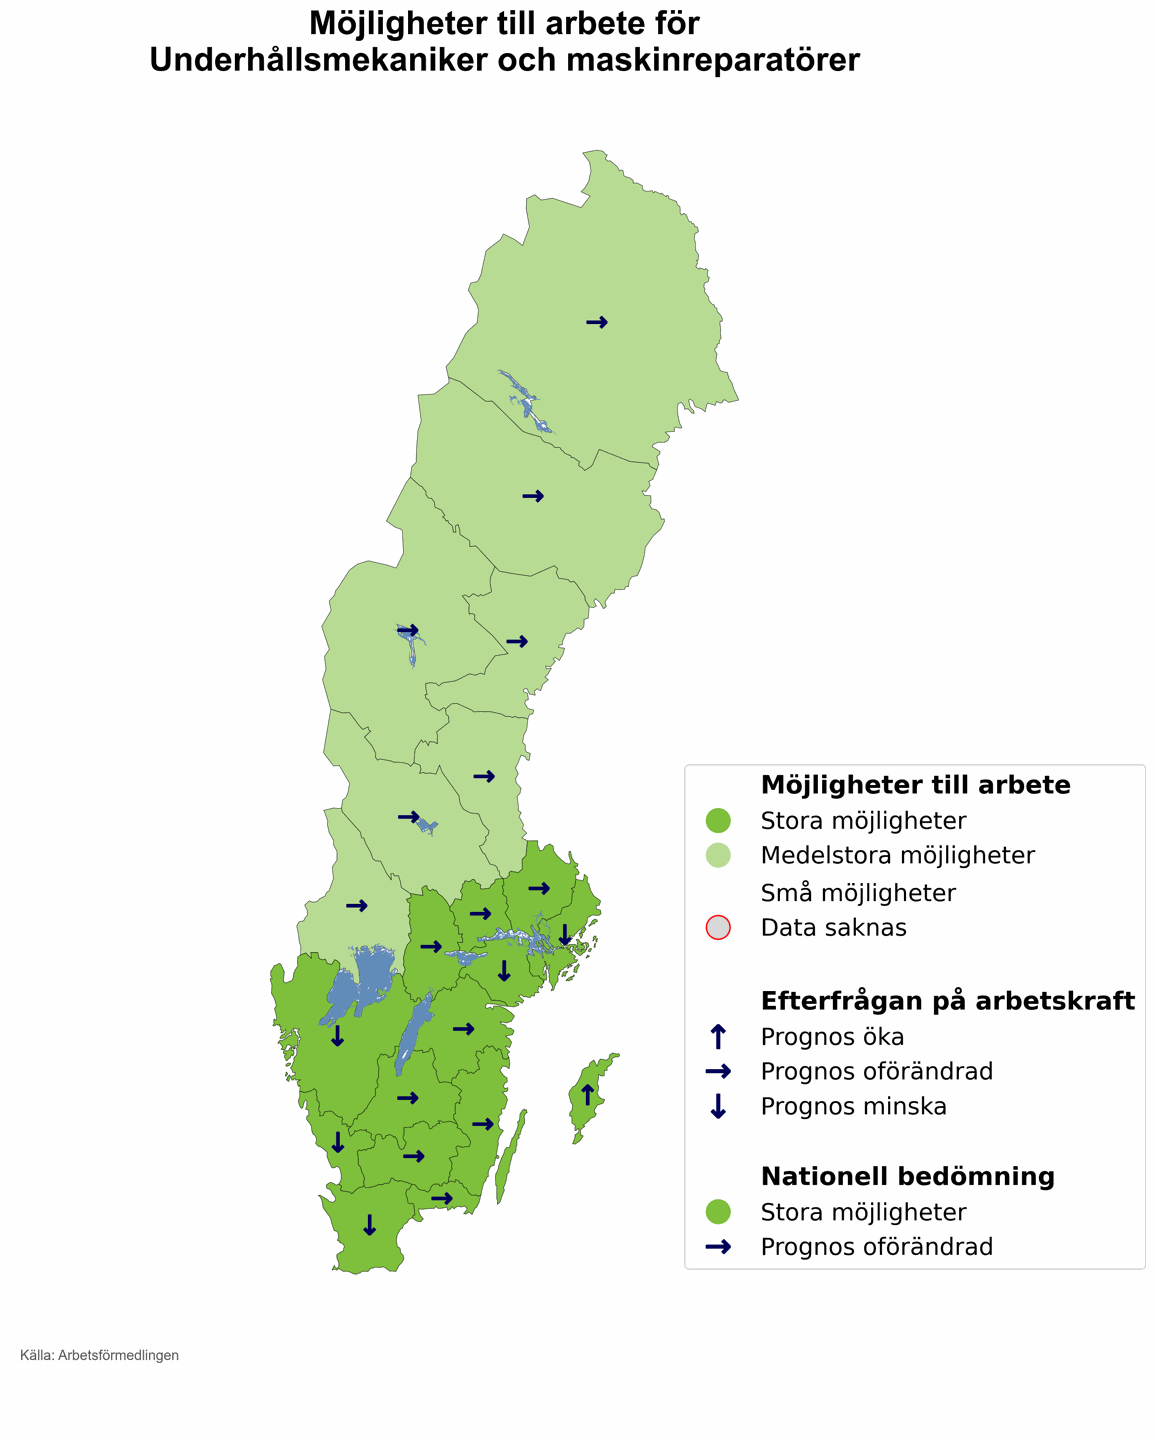 Möjligheter till arbete för
Underhållsmekaniker och maskinreparatörer
Möjligheter till arbete
Stora möjligheter
Medelstora möjligheter
Små möjligheter
Data saknas
Efterfrågan på arbetskraft
Prognos öka
Prognos oförändrad
Prognos minska
Nationell bedömning
Stora möjligheter
Prognos oförändrad
Källa: Arbetsförmedlingen